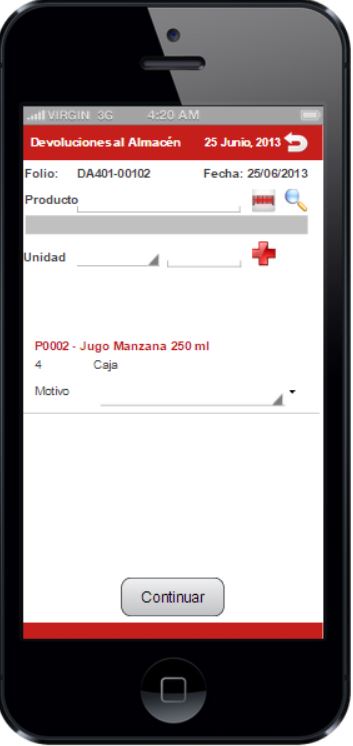 VIRGIN 3G 4:20 AM
Devoluciones al Almacén 25 Junio, 2013
Folio: DA401-00102 Fecha: 25/06/2013
Producto
Unidad
P0002 - Jugo Manzana 250 ml
4 Caja
Motivo
Continuar